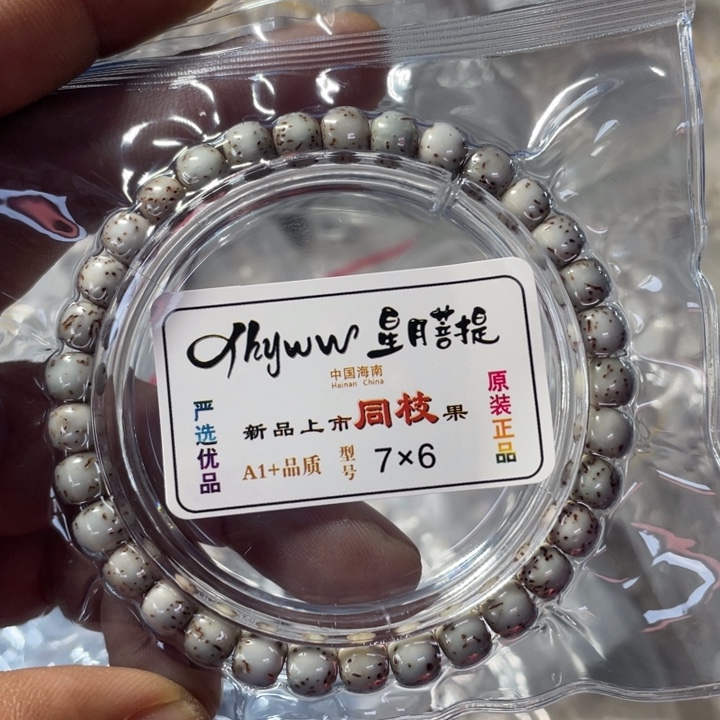 dhyww 星月菩提
中国海南
Hainan China
新品上市同枝果
A1+品质 型号 7×6
严选优品
原装正品